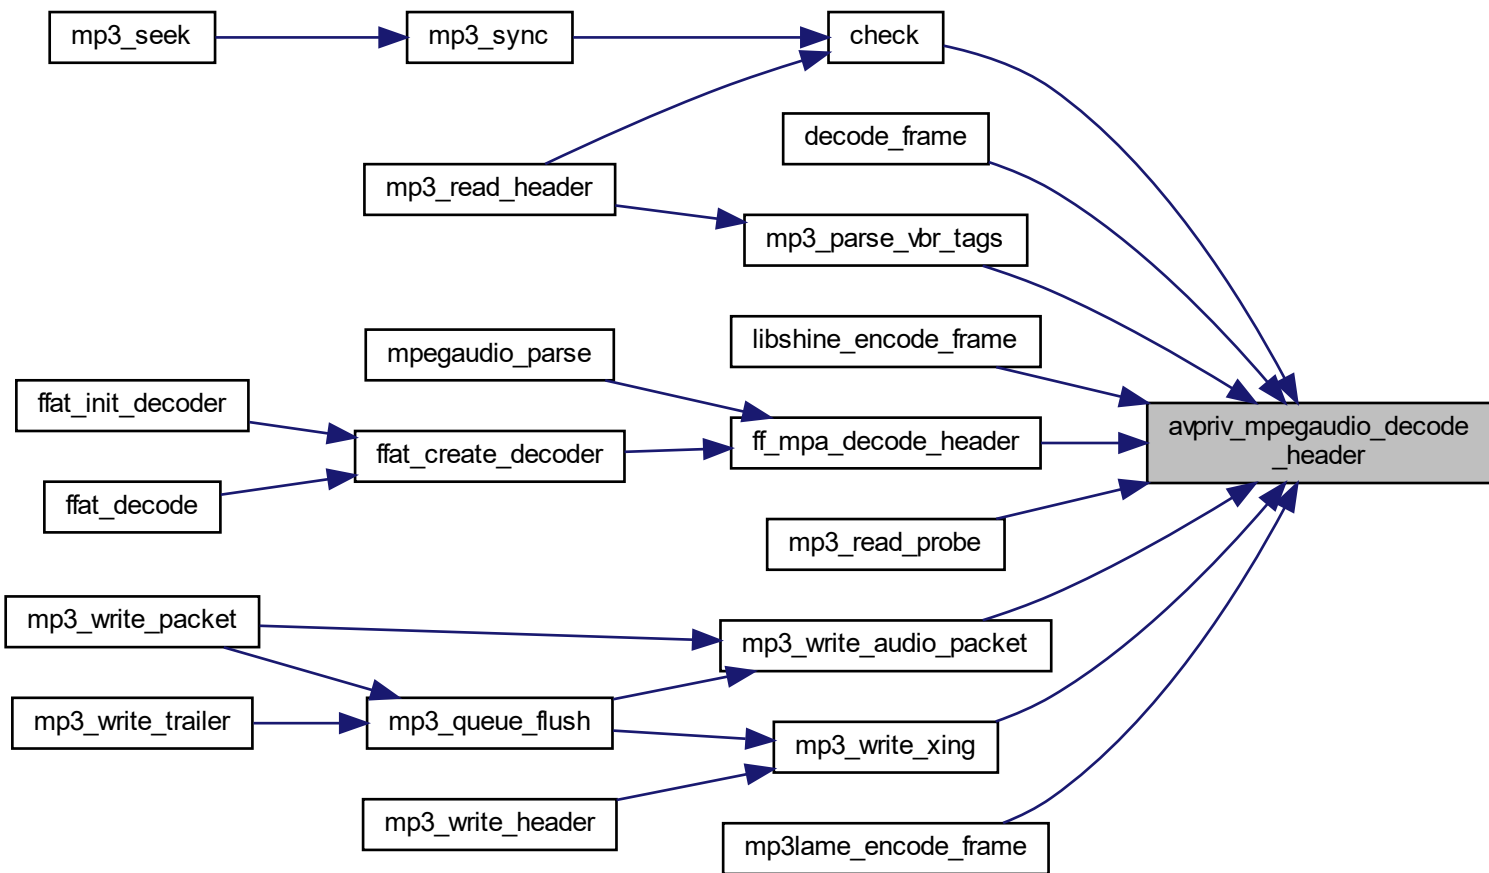 mp3_seek
mp3_sync
check
decode_frame
mp3_read_header
mp3_parse_vbr_tags
libshine_encode_frame
mpegaudio_parse
ffat_init_decoder
avpriv_mpegaudio_decode
_header
ff_mpa_decode_header
ffat_create_decoder
ffat_decode
mp3_read_probe
mp3_write_packet
mp3_write_audio_packet
mp3_write_trailer
mp3_queue_flush
mp3_write_xing
mp3_write_header
mp3lame_encode_frame